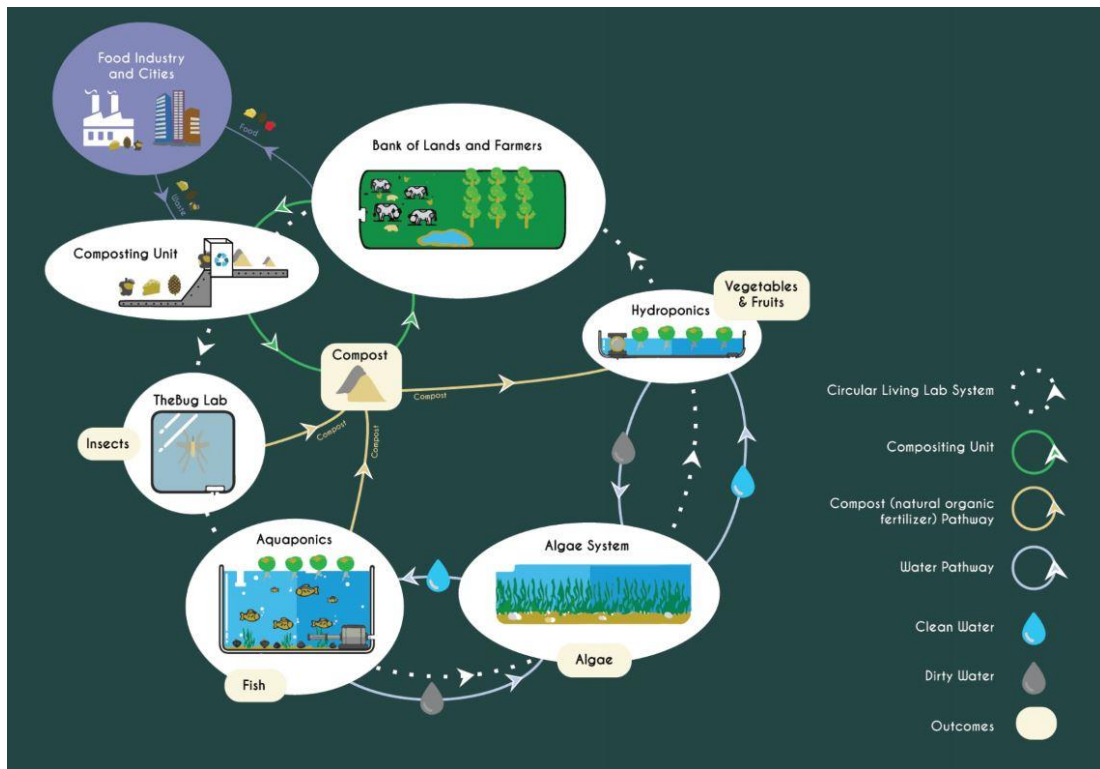 Food Industry
and Cities
Food
Waste
Bank of Lands and Farmers
Composting Unit
Vegetables
& Fruits
Hydroponics
Compost
Compost
TheBug Lab
Insects
Compost
Compost
Aquaponics
Fish
Algae System
Algae
Circular Living Lab System
Compositing Unit
Compost (natural organic
fertilizer) Pathway
Water Pathway
Clean Water
Dirty Water
Outcomes